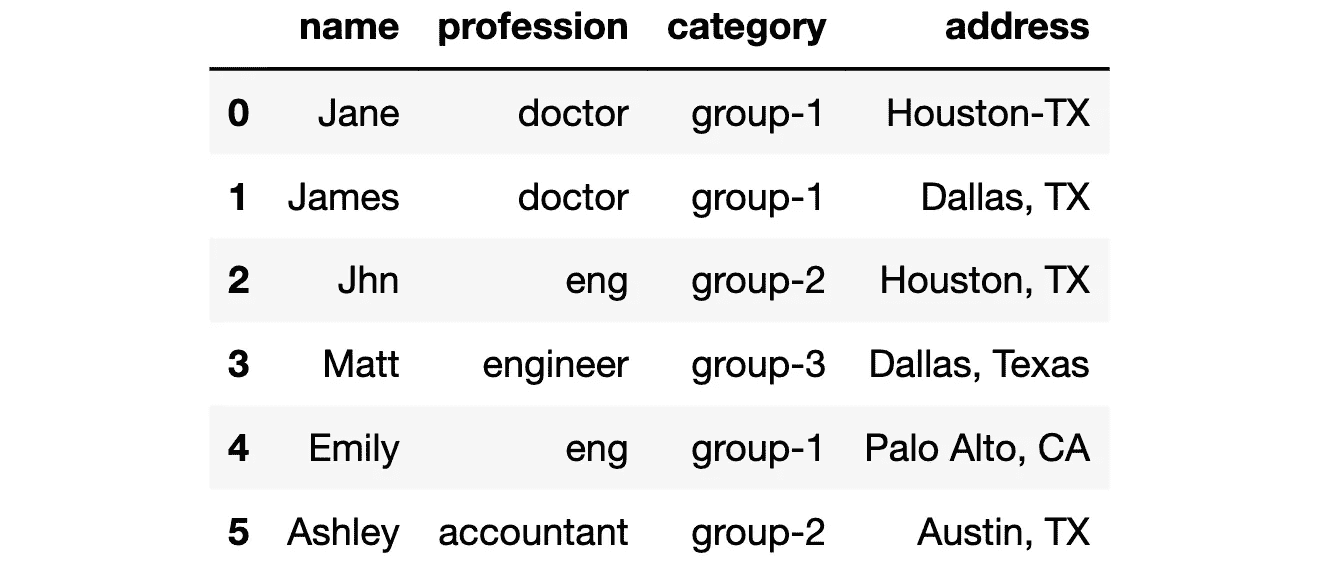 name profession category address
0 Jane doctor group-1 Houston-TX
1 James doctor group-1 Dallas, TX
2 Jhn eng group-2 Houston, TX
3 Matt engineer group-3 Dallas, Texas
4 Emily eng group-1 Palo Alto, CA
5 Ashley accountant group-2 Austin, TX